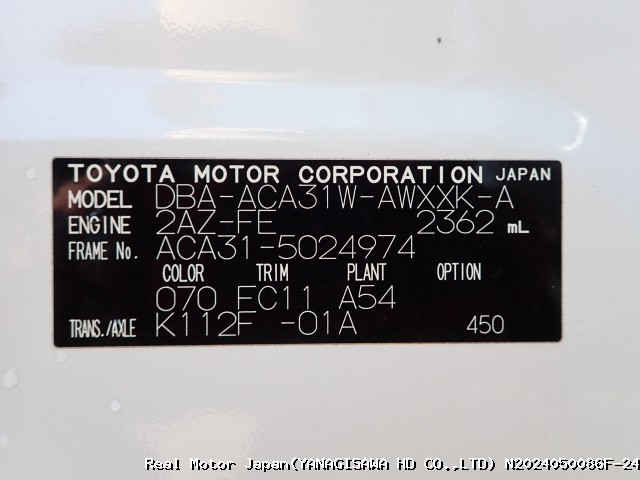 TOYOTA MOTOR CORPORATION JAPAN
MODEL DBA-ACA31W-AWXXK-A
ENGINE 2AZ-FE 2362 mL
FRAME No. ACA31-5024974
COLOR TRIM PLANT OPTION
070 FC11 A54
TRANS./AXLE K112F -01A 450
Real Motor Japan(YANAGISAWA HD CO.,LTD) N2024050086F-24